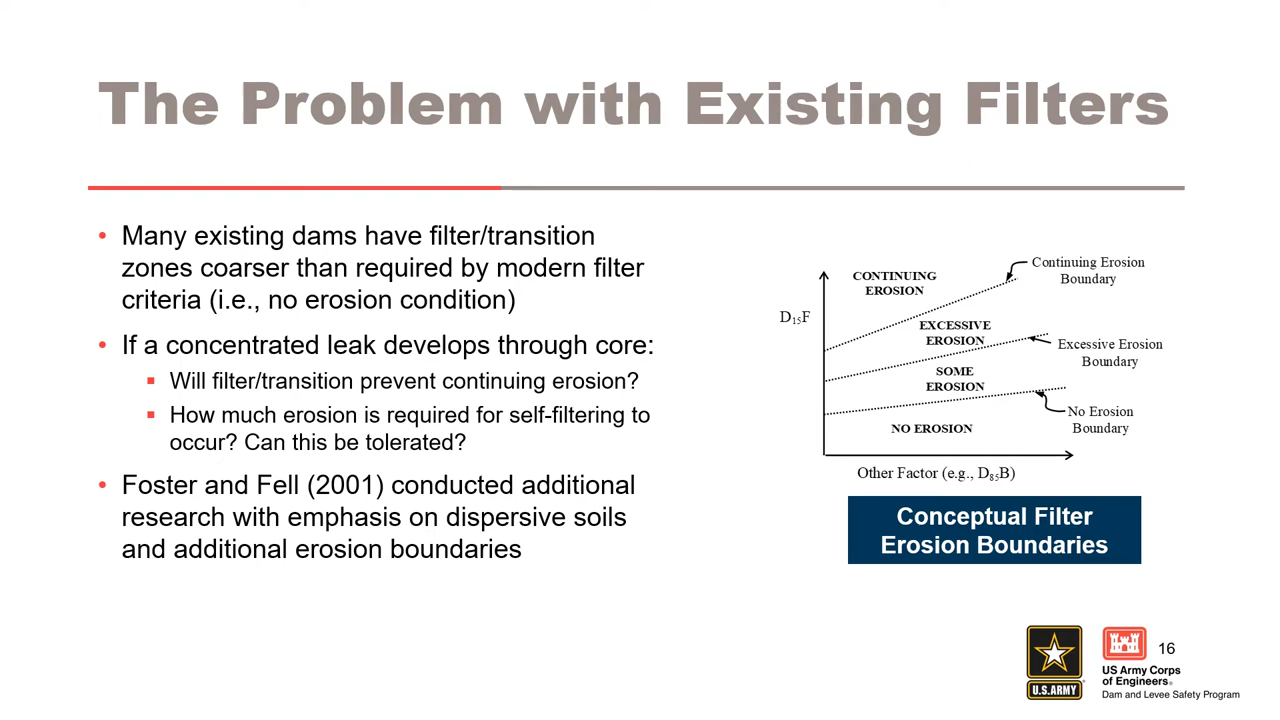 The Problem with Existing Filters
• Many existing dams have filter/transition
zones coarser than required by modern filter
criteria (i.e., no erosion condition)
• If a concentrated leak develops through core:
▪ Will filter/transition prevent continuing erosion?
▪ How much erosion is required for self-filtering to
occur? Can this be tolerated?
• Foster and Fell (2001) conducted additional
research with emphasis on dispersive soils
and additional erosion boundaries
D15F
CONTINUING
EROSION
Continuing Erosion
Boundary
EXCESSIVE
EROSION
Excessive Erosion
Boundary
SOME
EROSION
No Erosion
Boundary
NO EROSION
Other Factor (e.g., D85B)
Conceptual Filter
Erosion Boundaries
U.S.ARMY
US Army Corps
of Engineers®
Dam and Levee Safety Program
16